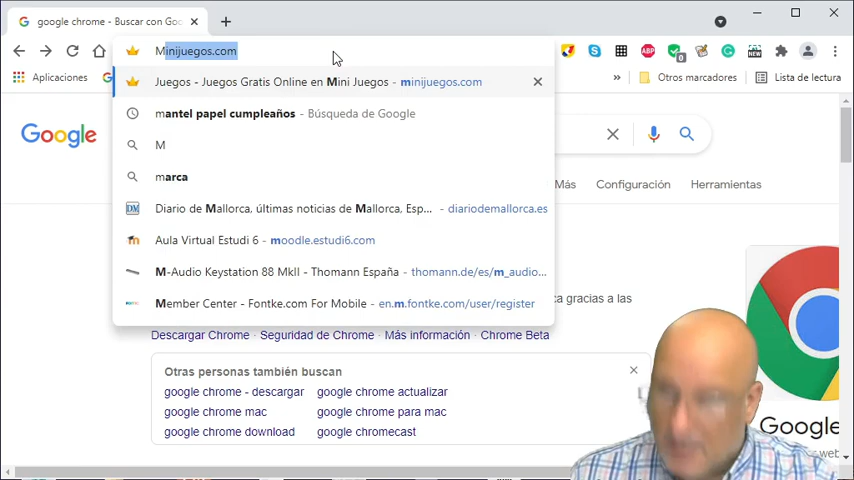 google chrome - Buscar con Goo
Minijuegos.com
ABP
0
NEW
Aplicaciones
G
»
Otros marcadores
Lista de lectura
Juegos - Juegos Gratis Online en Mini Juegos - minijuegos.com
mantel papel cumpleaños - Búsqueda de Google
Google
M
marca
Más
Configuración
Herramientas
DM
Diario de Mallorca, últimas noticias de Mallorca, Esp... - diariodemallorca.es
Aula Virtual Estudi 6 - moodle.estudi6.com
M-Audio Keystation 88 MkII - Thomann España - thomann.de/es/m_audio...
Member Center - Fontke.com For Mobile - en.m.fontke.com/user/register
ca gracias a las
Descargar Chrome · Seguridad de Chrome · Más información · Chrome Beta
Otras personas también buscan
google chrome - descargar
google chrome actualizar
google chrome mac
google chrome para mac
google chrome download
google chromecast
Google
web